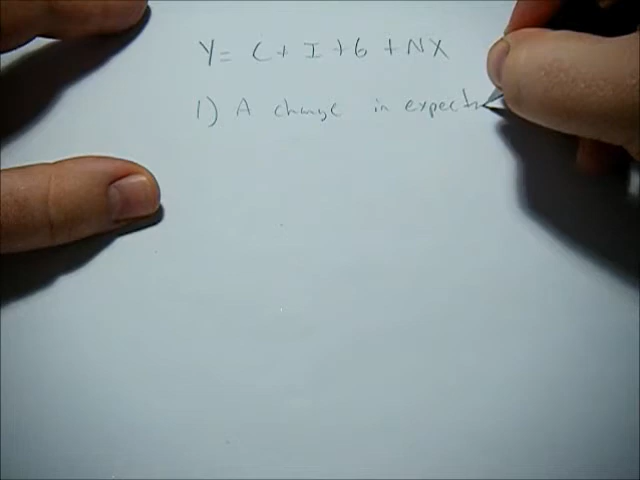 Y = C + I + G + NX
1) A change in expect